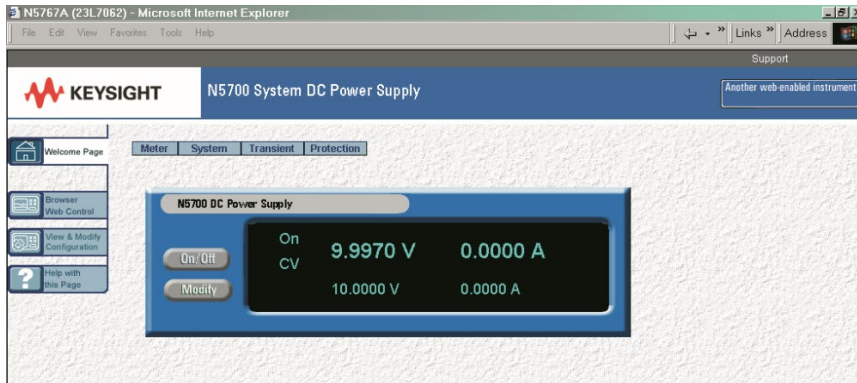 N5767A (23L7062) - Microsoft Internet Explorer
File Edit View Favorites Tools Help
» Links » Address
Support
KEYSIGHT
N5700 System DC Power Supply
Another web-enabled instrument
Welcome Page
Meter System Transient Protection
Browser
Web Control
View & Modify
Configuration
Help with
this Page
N5700 DC Power Supply
On/Off
Modify
On
CV
9.9970 V 0.0000 A
10.0000 V 0.0000 A